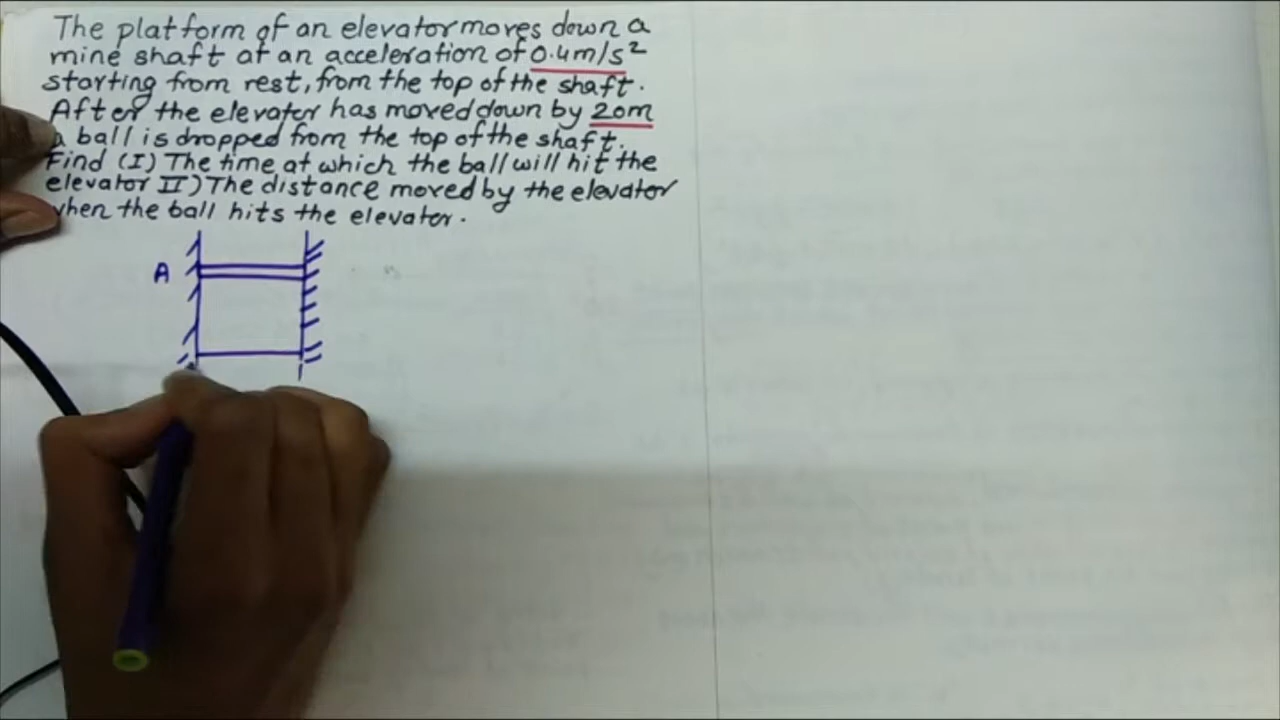 The platform of an elevator moves down a
mine shaft at an acceleration of 0.4m/s²
starting from rest, from the top of the shaft.
After the elevator has moved down by 20m
a ball is dropped from the top of the shaft.
Find (I) The time at which the ball will hit the
elevator II) The distance moved by the elevator
when the ball hits the elevator.
A